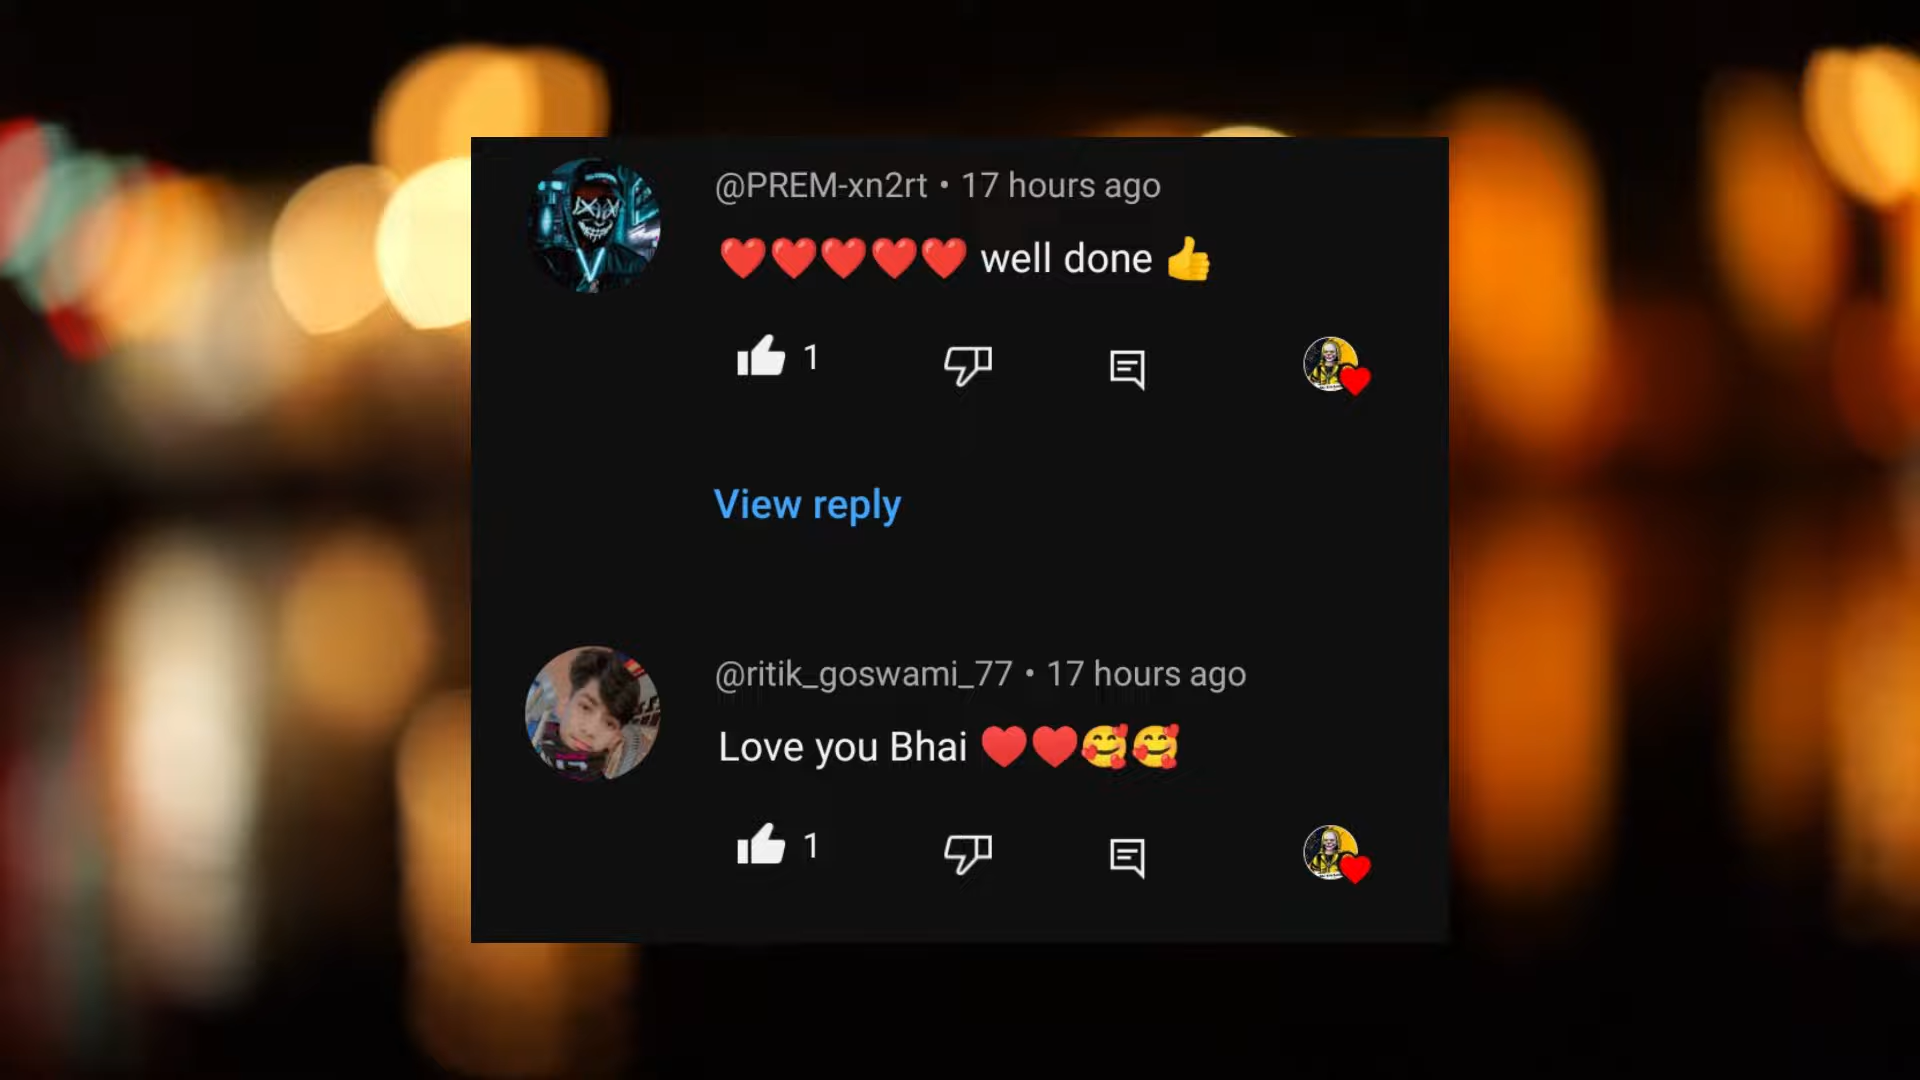 @PREM-xn2rt • 17 hours ago
❤️❤️❤️❤️❤️ well done 👍
1
View reply
@ritik_goswami_77 • 17 hours ago
Love you Bhai ♥️♥️🥰🥰
1